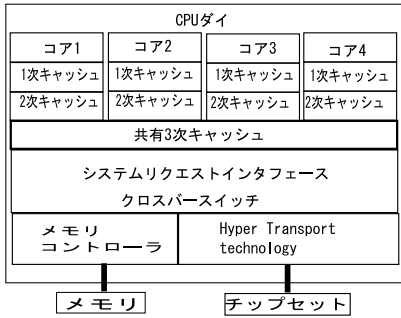 CPUダイ
コア1 コア2 コア3 コア4
1次キャッシュ 1次キャッシュ 1次キャッシュ 1次キャッシュ
2次キャッシュ 2次キャッシュ 2次キャッシュ 2次キャッシュ
共有3次キャッシュ
システムリクエストインタフェース
クロスバースイッチ
メモリ
コントローラ
Hyper Transport
technology
メモリ チップセット